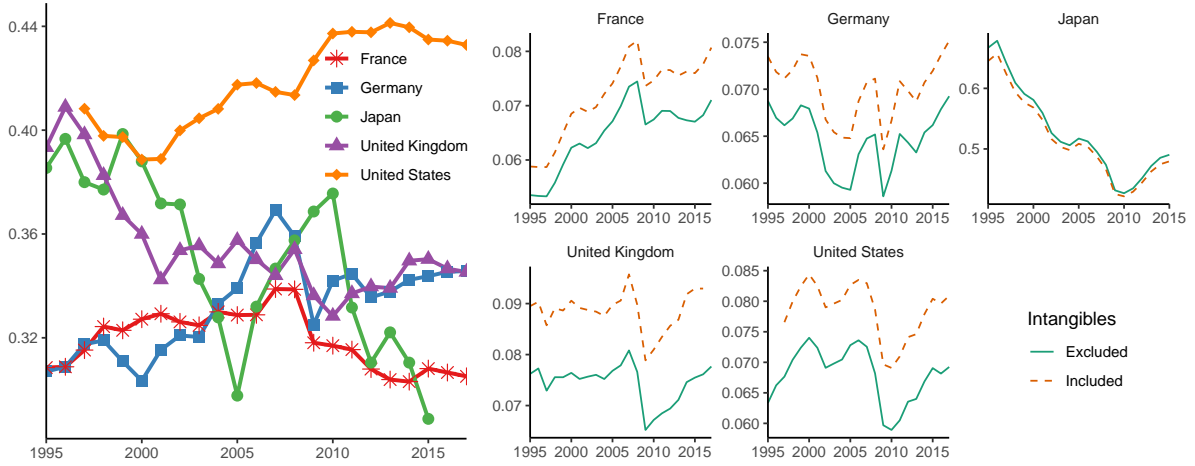 0.44
0.40
0.36
0.32
1995
2000
2005
2010
2015
France
Germany
Japan
United Kingdom
United States
France
0.08
0.07
0.06
1995 2000 2005 2010 2015
Germany
0.075
0.070
0.065
0.060
1995 2000 2005 2010 2015
Japan
0.6
0.5
1995 2000 2005 2010 2015
United Kingdom
0.09
0.08
0.07
1995 2000 2005 2010 2015
United States
0.085
0.080
0.075
0.070
0.065
0.060
1995 2000 2005 2010 2015
Intangibles
Excluded
Included